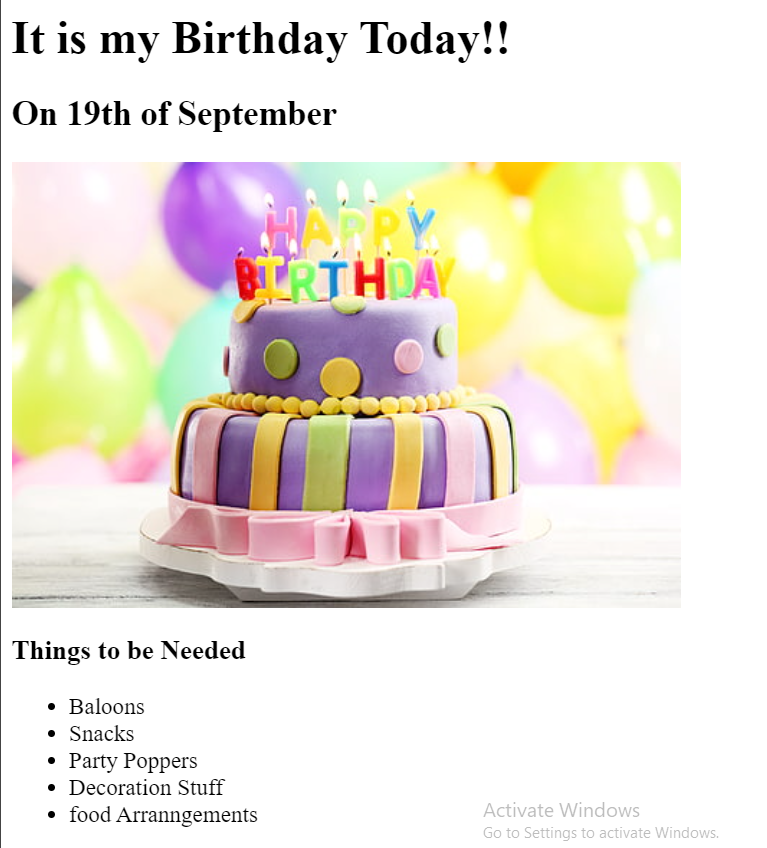 It is my Birthday Today!!
On 19th of September
HAPPY
BIRTHDAY
Things to be Needed
Baloons
Snacks
Party Poppers
Decoration Stuff
food Arranngements
Activate Windows
Go to Settings to activate Windows.